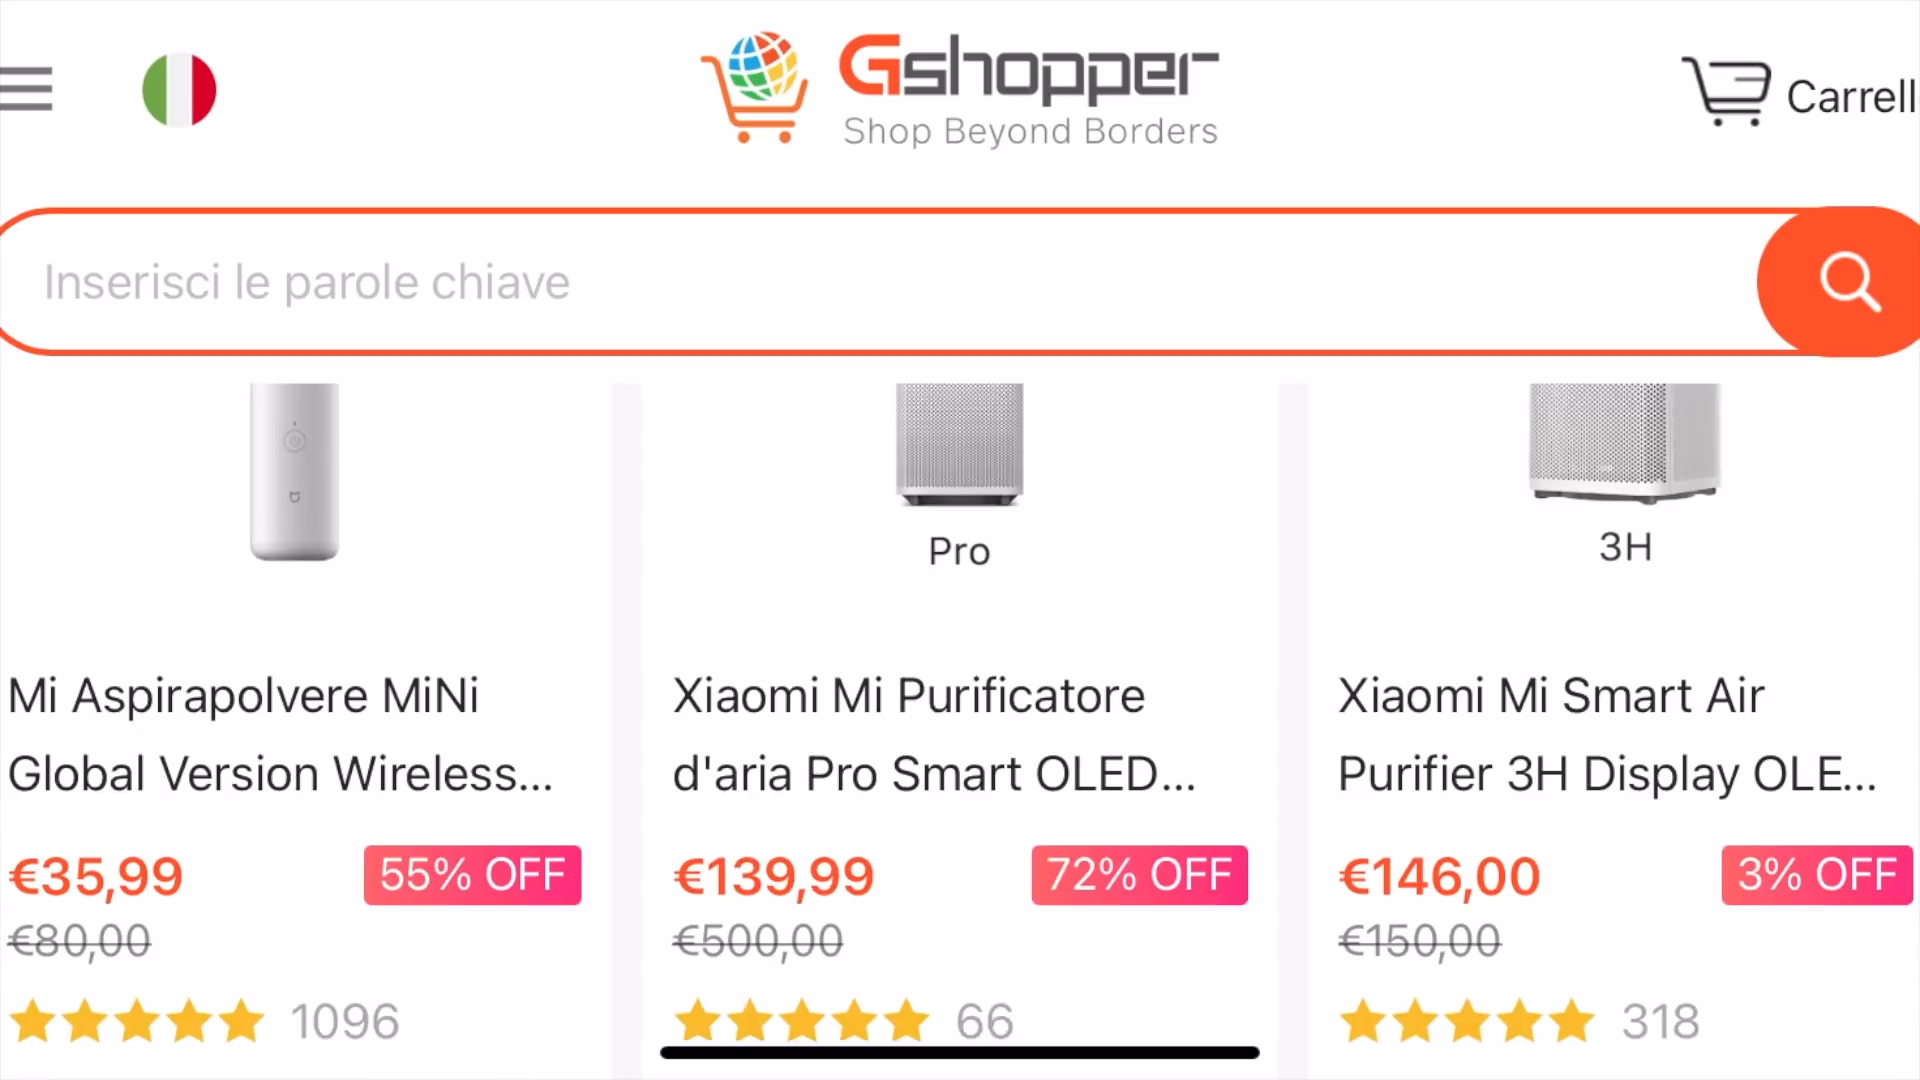 Gshopper
Shop Beyond Borders
Carrell
Inserisci le parole chiave
Pro
3H
Mi Aspirapolvere MiNi
Global Version Wireless...
€35,99
55% OFF
€80,00
1096
Xiaomi Mi Purificatore
d'aria Pro Smart OLED...
€139,99
72% OFF
€500,00
66
Xiaomi Mi Smart Air
Purifier 3H Display OLE...
€146,00
3% OFF
€150,00
318